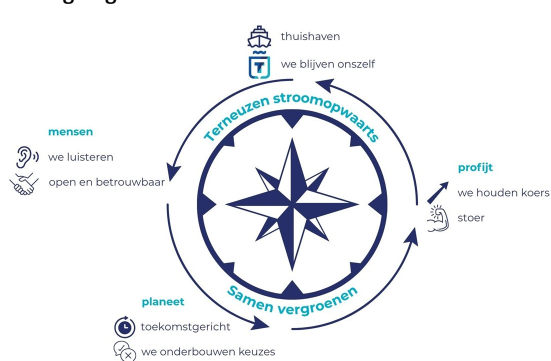 thuishaven
we blijven onszelf
T
Terneuzen stroomopwaarts
mensen
we luisteren
open en betrouwbaar
profijt
we houden koers
stoer
Samen vergroenen
planeet
toekomstgericht
we onderbouwen keuzes